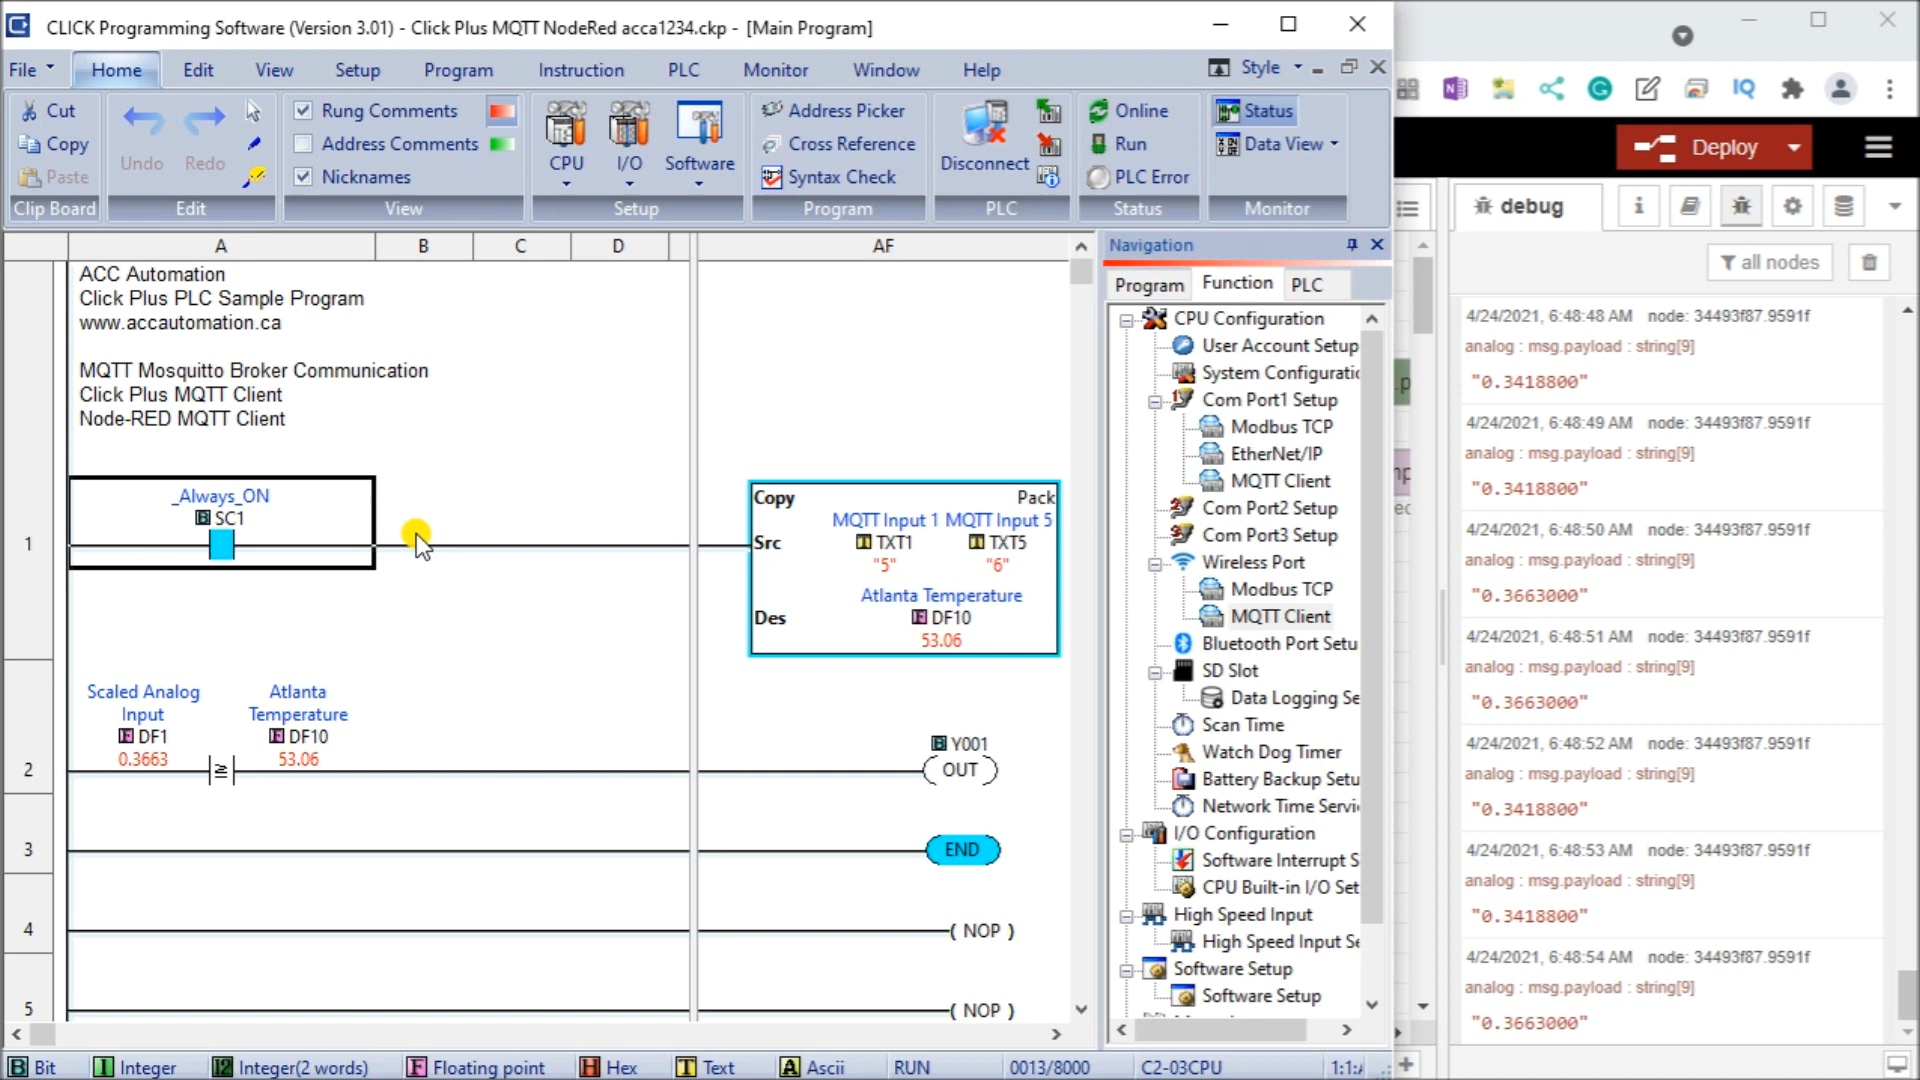 CLICK Programming Software (Version 3.01) - Click Plus MQTT NodeRed acca1234.ckp - [Main Program]
File Home Edit View Setup Program Instruction PLC Monitor Window Help Style
Cut
Copy
Paste
Clip Board
Undo Redo
Edit
Rung Comments
Address Comments
Nicknames
View
CPU I/O Software
Setup
Address Picker
Cross Reference
Syntax Check
Program
Disconnect
PLC
Online
Run
PLC Error
Status
Status
Data View
Monitor
A B C D AF
ACC Automation
Click Plus PLC Sample Program
www.accautomation.ca
MQTT Mosquitto Broker Communication
Click Plus MQTT Client
Node-RED MQTT Client
1
_Always_ON
SC1
Copy Pack
MQTT Input 1 MQTT Input 5
Src TXT1 TXT5
"5" "6"
Atlanta Temperature
Des DF10
53.06
2
Scaled Analog Input
DF1
0.3663
Atlanta Temperature
DF10
53.06
Y001
OUT
3
END
4
( NOP )
5
( NOP )
Navigation
Program Function PLC
CPU Configuration
User Account Setup
System Configuratic
Com Port1 Setup
Modbus TCP
EtherNet/IP
MQTT Client
Com Port2 Setup
Com Port3 Setup
Wireless Port
Modbus TCP
MQTT Client
Bluetooth Port Setu
SD Slot
Data Logging Se
Scan Time
Watch Dog Timer
Battery Backup Setu
Network Time Servi
I/O Configuration
Software Interrupt S
CPU Built-in I/O Set
High Speed Input
High Speed Input Se
Software Setup
Software Setup
B Bit I Integer I2 Integer(2 words) F Floating point H Hex T Text A Ascii RUN 0013/8000 C2-03CPU 1:1:
IQ
Deploy
debug
i
all nodes
4/24/2021, 6:48:48 AM node: 34493f87.9591f
analog : msg.payload : string[9]
"0.3418800"
4/24/2021, 6:48:49 AM node: 34493f87.9591f
analog : msg.payload : string[9]
"0.3418800"
4/24/2021, 6:48:50 AM node: 34493f87.9591f
analog : msg.payload : string[9]
"0.3663000"
4/24/2021, 6:48:51 AM node: 34493f87.9591f
analog : msg.payload : string[9]
"0.3663000"
4/24/2021, 6:48:52 AM node: 34493f87.9591f
analog : msg.payload : string[9]
"0.3418800"
4/24/2021, 6:48:53 AM node: 34493f87.9591f
analog : msg.payload : string[9]
"0.3418800"
4/24/2021, 6:48:54 AM node: 34493f87.9591f
analog : msg.payload : string[9]
"0.3663000"